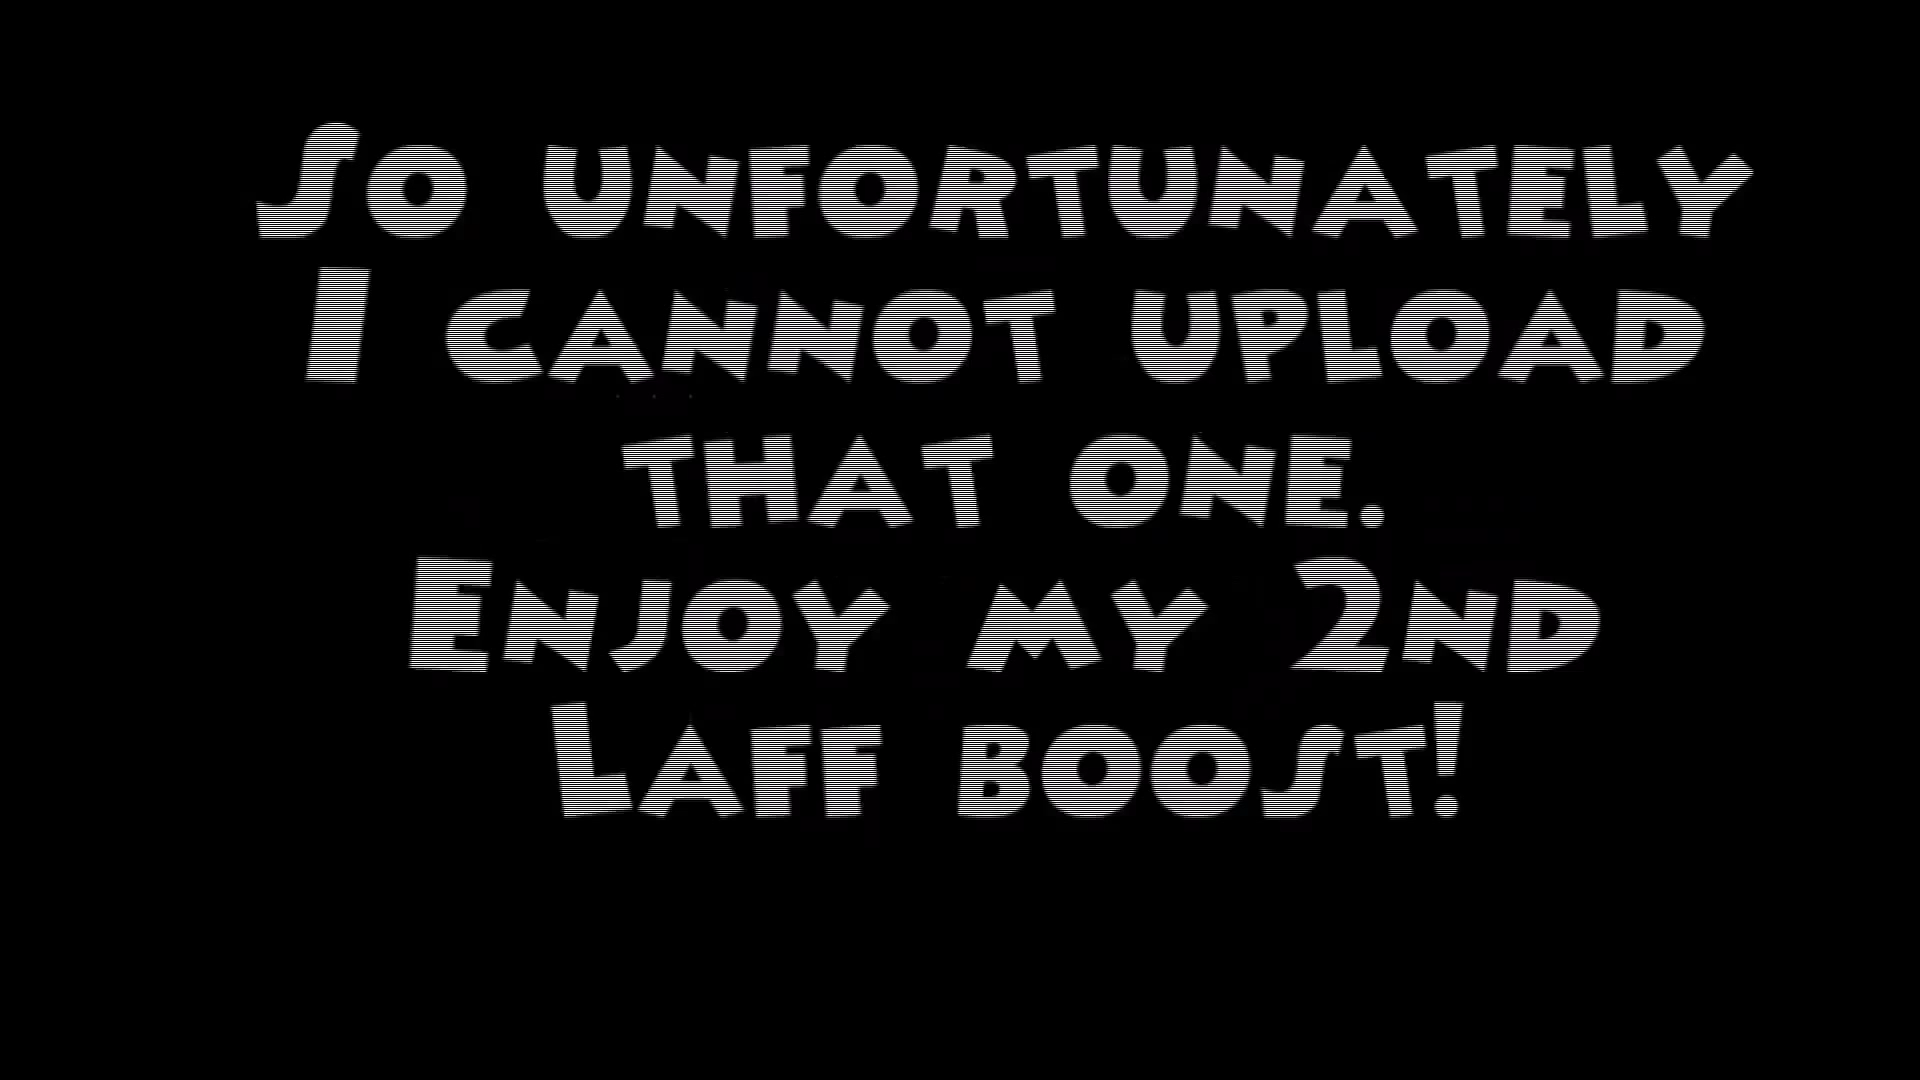 So unfortunately
I cannot upload
that one.
Enjoy my 2nd
Laff boost!